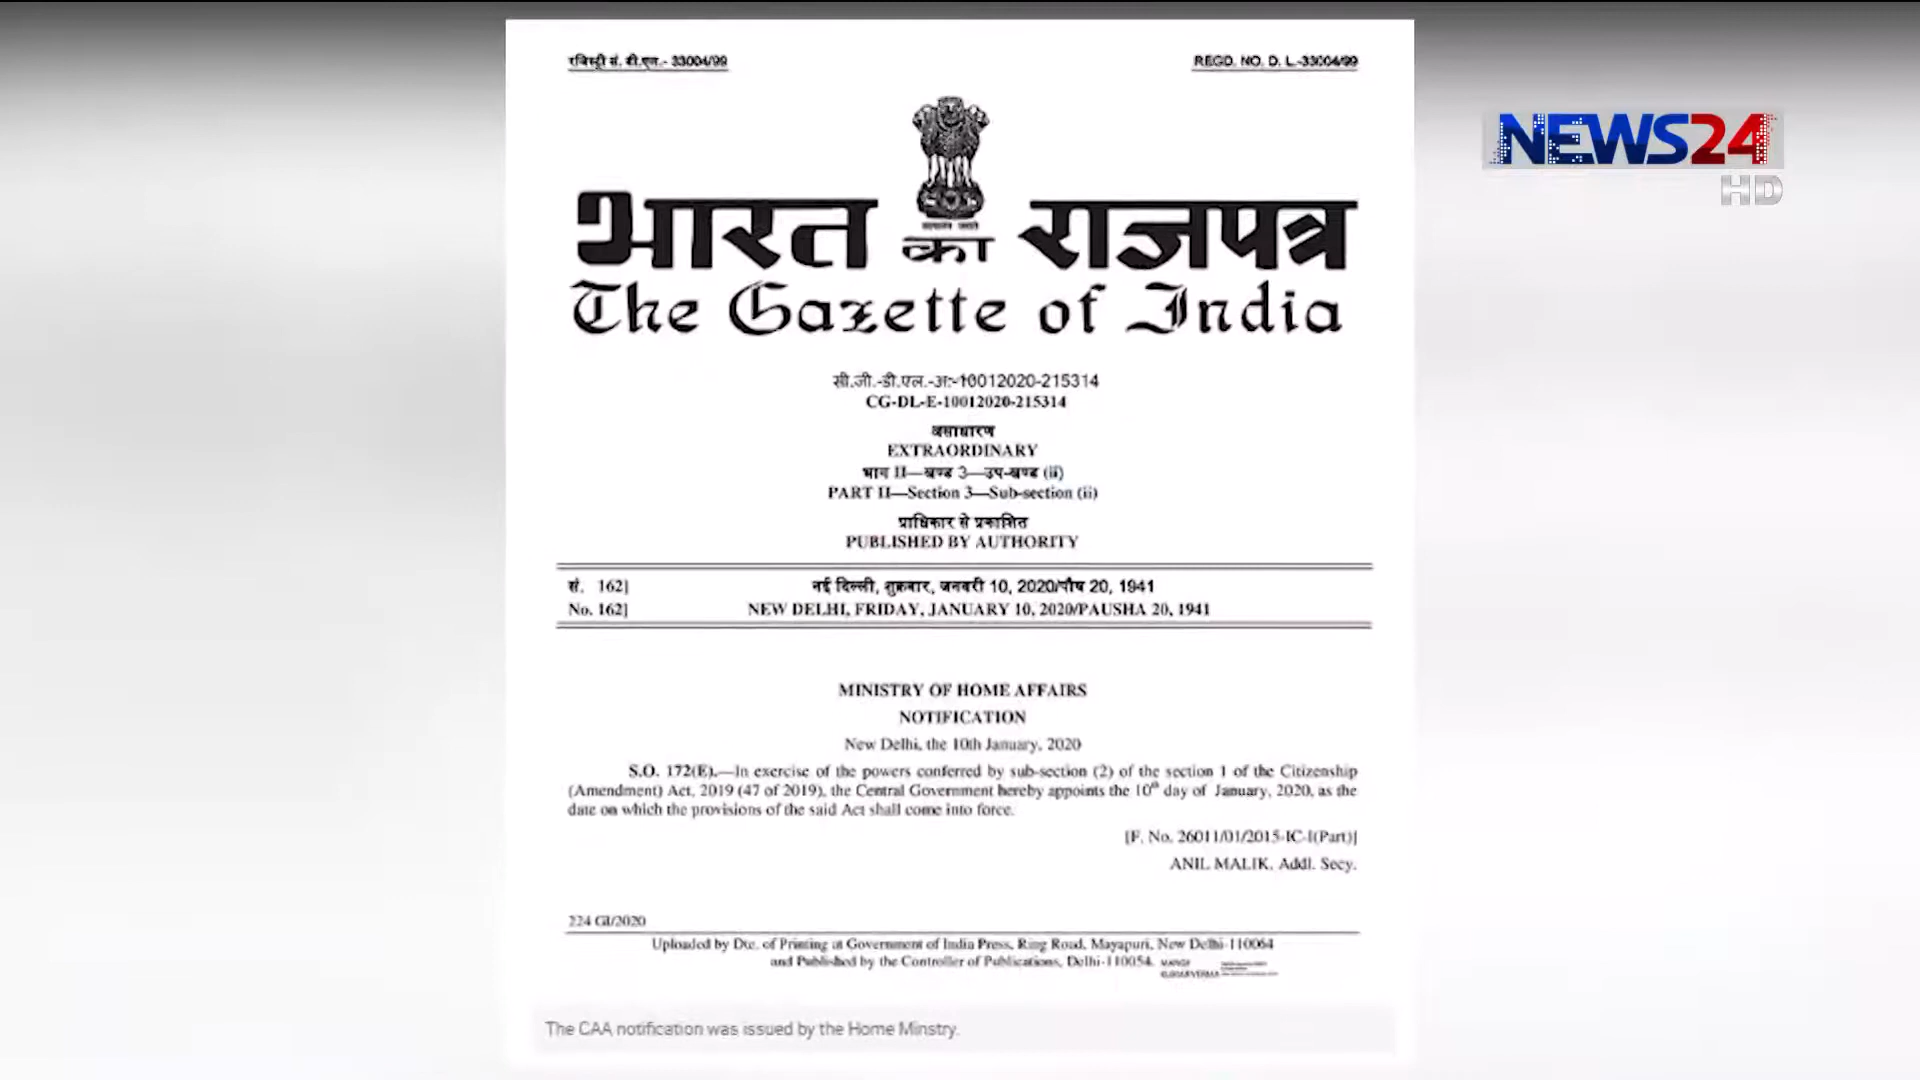 रजिस्ट्री सं. डी.एल.- 33004/99
REGD. NO. D. L.-33004/99
NEWS24
HD
भारत का राजपत्र
The Gazette of India
सी.जी.-डी.एल.-अ.-10012020-215314
CG-DL-E-10012020-215314
असाधारण
EXTRAORDINARY
भाग II—खण्ड 3—उप-खण्ड (ii)
PART II—Section 3—Sub-section (ii)
प्राधिकार से प्रकाशित
PUBLISHED BY AUTHORITY
सं. 162] नई दिल्ली, शुक्रवार, जनवरी 10, 2020/पौष 20, 1941
No. 162] NEW DELHI, FRIDAY, JANUARY 10, 2020/PAUSHA 20, 1941
MINISTRY OF HOME AFFAIRS
NOTIFICATION
New Delhi, the 10th January, 2020
S.O. 172(E).—In exercise of the powers conferred by sub-section (2) of the section 1 of the Citizenship
(Amendment) Act, 2019 (47 of 2019), the Central Government hereby appoints the 10th day of January, 2020, as the
date on which the provisions of the said Act shall come into force.
[F. No. 26011/01/2015-IC-I(Part)]
ANIL MALIK, Addl. Secy.
224 GI/2020
Uploaded by Dte. of Printing at Government of India Press, Ring Road, Mayapuri, New Delhi-110064
and Published by the Controller of Publications, Delhi-110054.
The CAA notification was issued by the Home Minstry.